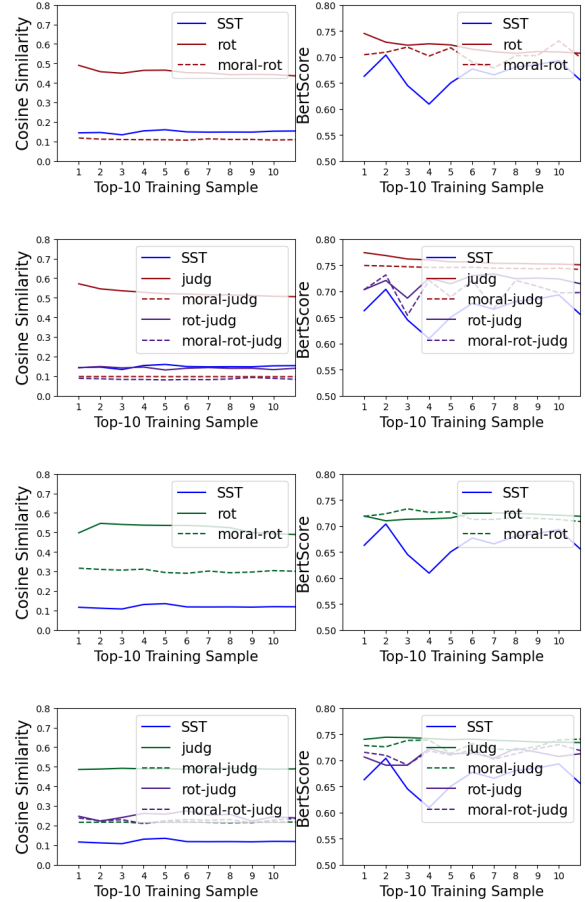 0.8
0.7
0.6
0.5
0.4
0.3
0.2
0.1
0.0
Cosine Similarity
SST
rot
moral-rot
1 2 3 4 5 6 7 8 9 10
Top-10 Training Sample
0.80
0.75
0.70
0.65
0.60
0.55
0.50
BertScore
SST
rot
moral-rot
1 2 3 4 5 6 7 8 9 10
Top-10 Training Sample
0.8
0.7
0.6
0.5
0.4
0.3
0.2
0.1
0.0
Cosine Similarity
SST
judg
moral-judg
rot-judg
moral-rot-judg
1 2 3 4 5 6 7 8 9 10
Top-10 Training Sample
0.80
0.75
0.70
0.65
0.60
0.55
0.50
BertScore
SST
judg
moral-judg
rot-judg
moral-rot-judg
1 2 3 4 5 6 7 8 9 10
Top-10 Training Sample
0.8
0.7
0.6
0.5
0.4
0.3
0.2
0.1
0.0
Cosine Similarity
SST
rot
moral-rot
1 2 3 4 5 6 7 8 9 10
Top-10 Training Sample
0.80
0.75
0.70
0.65
0.60
0.55
0.50
BertScore
SST
rot
moral-rot
1 2 3 4 5 6 7 8 9 10
Top-10 Training Sample
0.8
0.7
0.6
0.5
0.4
0.3
0.2
0.1
0.0
Cosine Similarity
SST
judg
moral-judg
rot-judg
moral-rot-judg
1 2 3 4 5 6 7 8 9 10
Top-10 Training Sample
0.80
0.75
0.70
0.65
0.60
0.55
0.50
BertScore
SST
judg
moral-judg
rot-judg
moral-rot-judg
1 2 3 4 5 6 7 8 9 10
Top-10 Training Sample